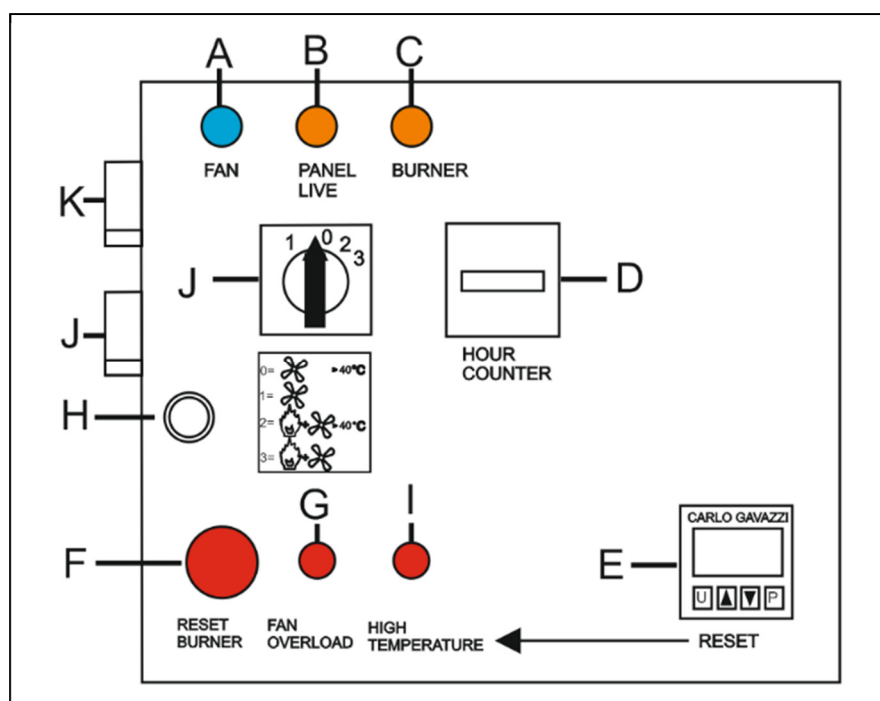 A B C
FAN PANEL BURNER
LIVE
K
1 0 2 3
J D
J
HOUR
COUNTER
0= >40°C
1=
H
2= + >40°C
3= +
G I
CARLO GAVAZZI
F E
U ▲ ▼ P
RESET FAN HIGH
BURNER OVERLOAD TEMPERATURE RESET